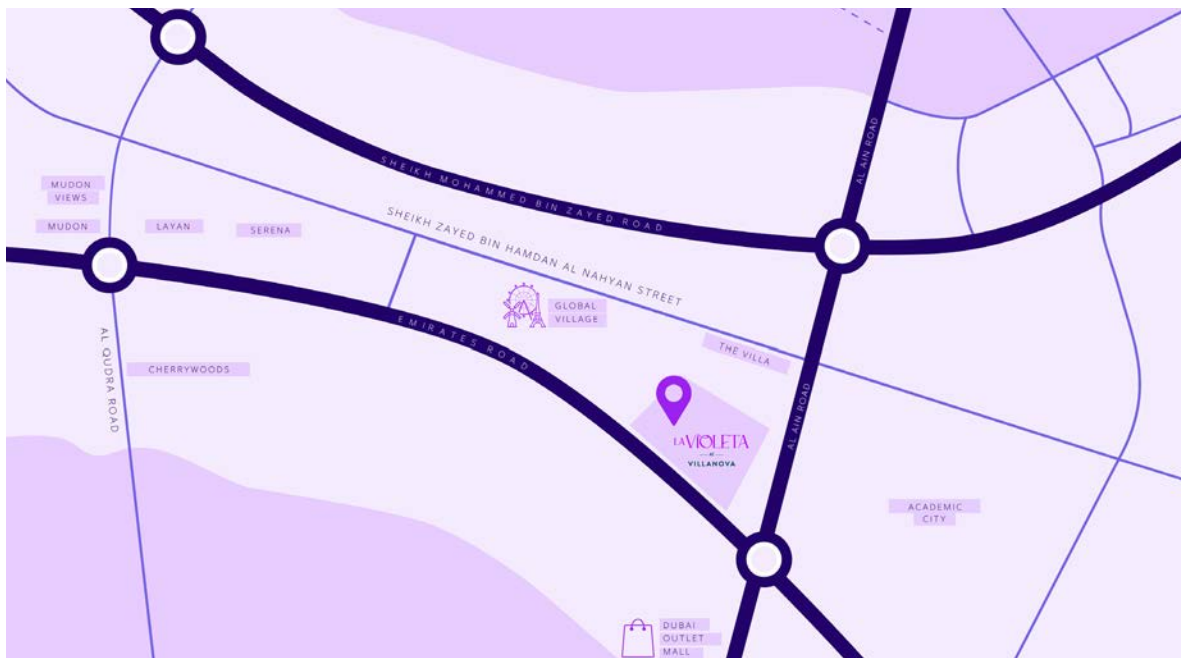 AL AIN ROAD
SHEIKH MOHAMMED BIN ZAYED ROAD
MUDON
VIEWS
MUDON
LAYAN
SERENA
SHEIKH ZAYED BIN HAMDAN AL NAHYAN STREET
GLOBAL
VILLAGE
EMIRATES ROAD
THE VILLA
AL QUDRA ROAD
CHERRYWOODS
AL AIN ROAD
LA VIOLETA
AT
VILLANOVA
ACADEMIC
CITY
DUBAI
OUTLET
MALL